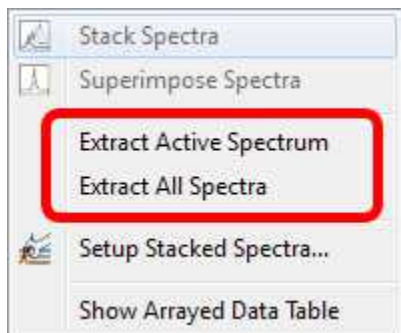 Stack Spectra
Superimpose Spectra
Extract Active Spectrum
Extract All Spectra
Setup Stacked Spectra...
Show Arrayed Data Table